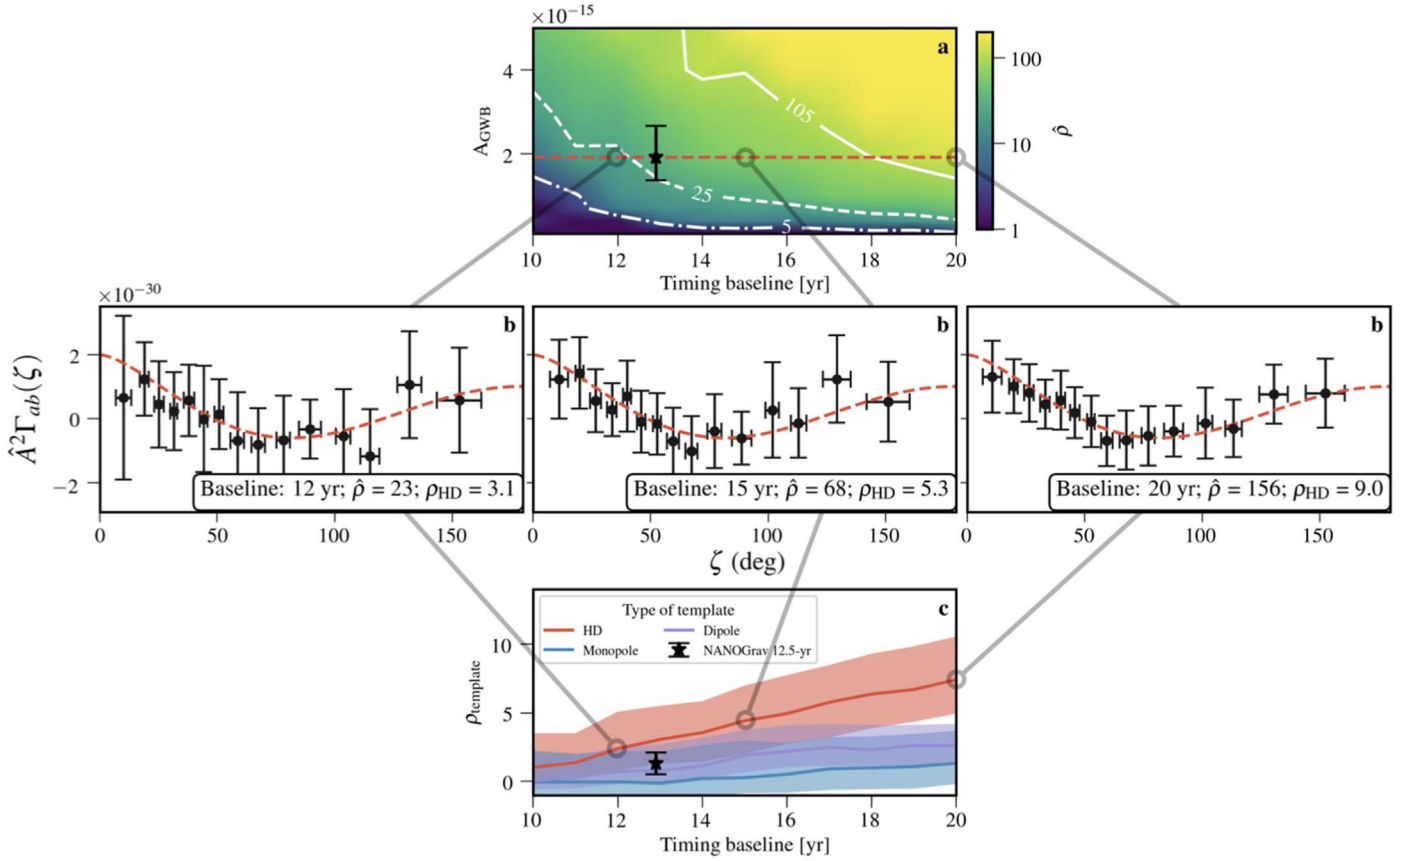 ×10⁻¹⁵
a
4
2
A_GWB
105
25
5
10 12 14 16 18 20
Timing baseline [yr]
100
10
1
ρ̂
×10⁻³⁰
b
b
b
2
0
−2
Â²Γ_ab(ζ)
Baseline: 12 yr; ρ̂ = 23; ρ_HD = 3.1
Baseline: 15 yr; ρ̂ = 68; ρ_HD = 5.3
Baseline: 20 yr; ρ̂ = 156; ρ_HD = 9.0
0 50 100 150
0 50 100 150
0 50 100 150
ζ (deg)
c
Type of template
HD
Dipole
Monopole
NANOGrav 12.5-yr
10
5
0
ρ_template
10 12 14 16 18 20
Timing baseline [yr]